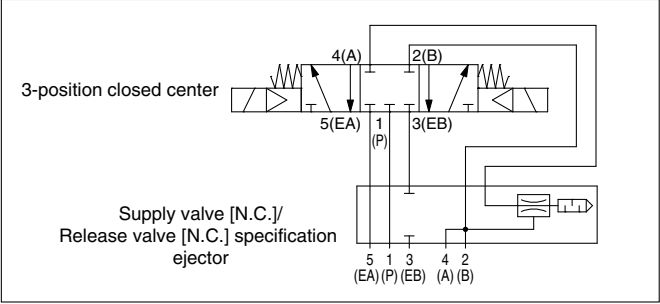 4(A) 2(B)
3-position closed center
5(EA) 1 3(EB)
(P)
Supply valve [N.C.]/
Release valve [N.C.] specification
ejector
5 1 3 4 2
(EA) (P) (EB) (A) (B)